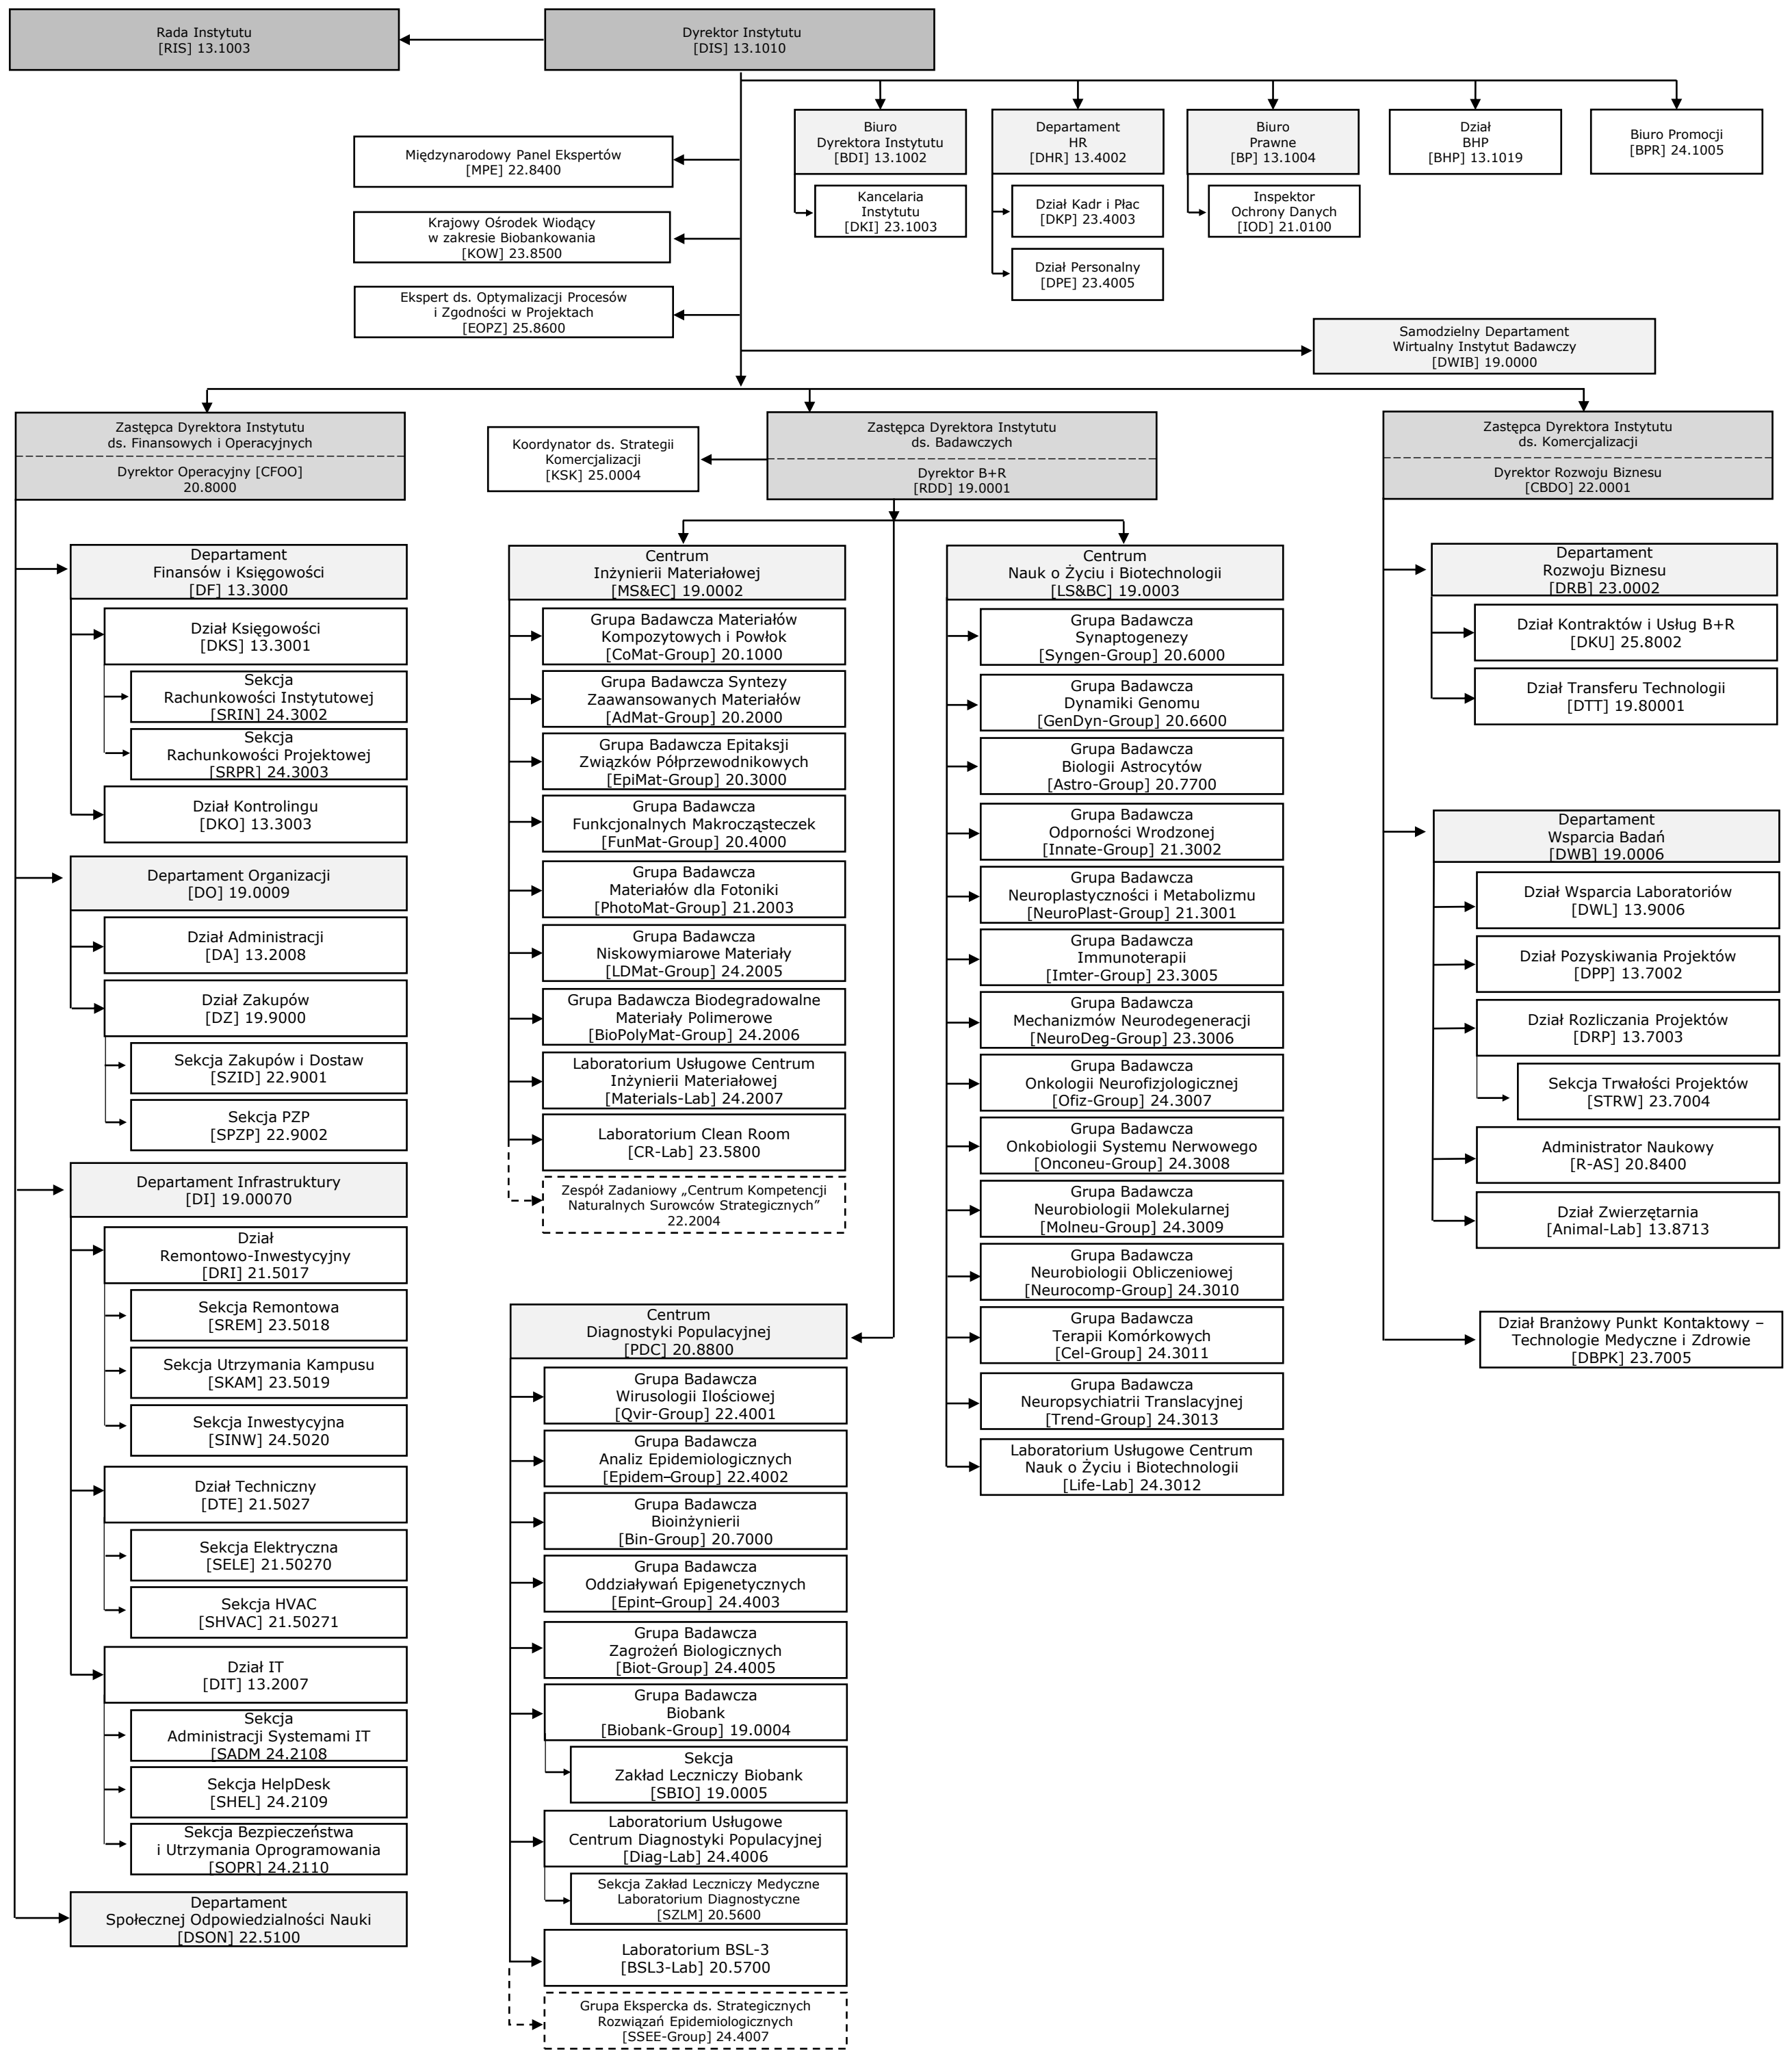 Rada Instytutu
[RIS] 13.1003
Dyrektor Instytutu
[DIS] 13.1010
Biuro
Dyrektora Instytutu
[BDI] 13.1002
Kancelaria
Instytutu
[DKI] 23.1003
Departament
HR
[DHR] 13.4002
Dział Kadr i Płac
[DKP] 23.4003
Dział Personalny
[DPE] 23.4005
Biuro
Prawne
[BP] 13.1004
Inspektor
Ochrony Danych
[IOD] 21.0100
Dział
BHP
[BHP] 13.1019
Biuro Promocji
[BPR] 24.1005
Międzynarodowy Panel Ekspertów
[MPE] 22.8400
Krajowy Ośrodek Wiodący
w zakresie Biobankowania
[KOW] 23.8500
Ekspert ds. Optymalizacji Procesów
i Zgodności w Projektach
[EOPZ] 25.8600
Samodzielny Departament
Wirtualny Instytut Badawczy
[DWIB] 19.0000
Zastępca Dyrektora Instytutu
ds. Finansowych i Operacyjnych
Dyrektor Operacyjny [CFOO]
20.8000
Departament
Finansów i Księgowości
[DF] 13.3000
Dział Księgowości
[DKS] 13.3001
Sekcja
Rachunkowości Instytutowej
[SRIN] 24.3002
Sekcja
Rachunkowości Projektowej
[SRPR] 24.3003
Dział Kontrolingu
[DKO] 13.3003
Departament Organizacji
[DO] 19.0009
Dział Administracji
[DA] 13.2008
Dział Zakupów
[DZ] 19.9000
Sekcja Zakupów i Dostaw
[SZID] 22.9001
Sekcja PZP
[SPZP] 22.9002
Departament Infrastruktury
[DI] 19.00070
Dział
Remontowo-Inwestycyjny
[DRI] 21.5017
Sekcja Remontowa
[SREM] 23.5018
Sekcja Utrzymania Kampusu
[SKAM] 23.5019
Sekcja Inwestycyjna
[SINW] 24.5020
Dział Techniczny
[DTE] 21.5027
Sekcja Elektryczna
[SELE] 21.50270
Sekcja HVAC
[SHVAC] 21.50271
Dział IT
[DIT] 13.2007
Sekcja
Administracji Systemami IT
[SADM 24.2108
Sekcja HelpDesk
[SHEL] 24.2109
Sekcja Bezpieczeństwa
i Utrzymania Oprogramowania
[SOPR] 24.2110
Departament
Społecznej Odpowiedzialności Nauki
[DSON] 22.5100
Koordynator ds. Strategii
Komercjalizacji
[KSK] 25.0004
Zastępca Dyrektora Instytutu
ds. Badawczych
Dyrektor B+R
[RDD] 19.0001
Centrum
Inżynierii Materiałowej
[MS&EC] 19.0002
Grupa Badawcza Materiałów
Kompozytowych i Powłok
[CoMat-Group] 20.1000
Grupa Badawcza Syntezy
Zaawansowanych Materiałów
[AdMat-Group] 20.2000
Grupa Badawcza Epitaksji
Związków Półprzewodnikowych
[EpiMat-Group] 20.3000
Grupa Badawcza
Funkcjonalnych Makrocząsteczek
[FunMat-Group] 20.4000
Grupa Badawcza
Materiałów dla Fotoniki
[PhotoMat-Group] 21.2003
Grupa Badawcza
Niskowymiarowe Materiały
[LDMat-Group] 24.2005
Grupa Badawcza Biodegradowalne
Materiały Polimerowe
[BioPolyMat-Group] 24.2006
Laboratorium Usługowe Centrum
Inżynierii Materiałowej
[Materials-Lab] 24.2007
Laboratorium Clean Room
[CR-Lab] 23.5800
Zespół Zadaniowy „Centrum Kompetencji
Naturalnych Surowców Strategicznych”
22.2004
Centrum
Diagnostyki Populacyjnej
[PDC] 20.8800
Grupa Badawcza
Wirusologii Ilościowej
[Qvir-Group] 22.4001
Grupa Badawcza
Analiz Epidemiologicznych
[Epidem–Group] 22.4002
Grupa Badawcza
Bioinżynierii
[Bin-Group] 20.7000
Grupa Badawcza
Oddziaływań Epigenetycznych
[Epint–Group] 24.4003
Grupa Badawcza
Zagrożeń Biologicznych
[Biot-Group] 24.4005
Grupa Badawcza
Biobank
[Biobank-Group] 19.0004
Sekcja
Zakład Leczniczy Biobank
[SBIO] 19.0005
Laboratorium Usługowe
Centrum Diagnostyki Populacyjnej
[Diag-Lab] 24.4006
Sekcja Zakład Leczniczy Medyczne
Laboratorium Diagnostyczne
[SZLM] 20.5600
Laboratorium BSL-3
[BSL3-Lab] 20.5700
Grupa Ekspercka ds. Strategicznych
Rozwiązań Epidemiologicznych
[SSEE-Group] 24.4007
Centrum
Nauk o Życiu i Biotechnologii
[LS&BC] 19.0003
Grupa Badawcza
Synaptogenezy
[Syngen-Group] 20.6000
Grupa Badawcza
Dynamiki Genomu
[GenDyn-Group] 20.6600
Grupa Badawcza
Biologii Astrocytów
[Astro-Group] 20.7700
Grupa Badawcza
Odporności Wrodzonej
[Innate-Group] 21.3002
Grupa Badawcza
Neuroplastyczności i Metabolizmu
[NeuroPlast-Group] 21.3001
Grupa Badawcza
Immunoterapii
[Imter-Group] 23.3005
Grupa Badawcza
Mechanizmów Neurodegeneracji
[NeuroDeg-Group] 23.3006
Grupa Badawcza
Onkologii Neurofizjologicznej
[Ofiz-Group] 24.3007
Grupa Badawcza
Onkobiologii Systemu Nerwowego
[Onconeu-Group] 24.3008
Grupa Badawcza
Neurobiologii Molekularnej
[Molneu-Group] 24.3009
Grupa Badawcza
Neurobiologii Obliczeniowej
[Neurocomp-Group] 24.3010
Grupa Badawcza
Terapii Komórkowych
[Cel-Group] 24.3011
Grupa Badawcza
Neuropsychiatrii Translacyjnej
[Trend-Group] 24.3013
Laboratorium Usługowe Centrum
Nauk o Życiu i Biotechnologii
[Life-Lab] 24.3012
Zastępca Dyrektora Instytutu
ds. Komercjalizacji
Dyrektor Rozwoju Biznesu
[CBDO] 22.0001
Departament
Rozwoju Biznesu
[DRB] 23.0002
Dział Kontraktów i Usług B+R
[DKU] 25.8002
Dział Transferu Technologii
[DTT] 19.80001
Departament
Wsparcia Badań
[DWB] 19.0006
Dział Wsparcia Laboratoriów
[DWL] 13.9006
Dział Pozyskiwania Projektów
[DPP] 13.7002
Dział Rozliczania Projektów
[DRP] 13.7003
Sekcja Trwałości Projektów
[STRW] 23.7004
Administrator Naukowy
[R-AS] 20.8400
Dział Zwierzętarnia
[Animal-Lab] 13.8713
Dział Branżowy Punkt Kontaktowy –
Technologie Medyczne i Zdrowie
[DBPK] 23.7005